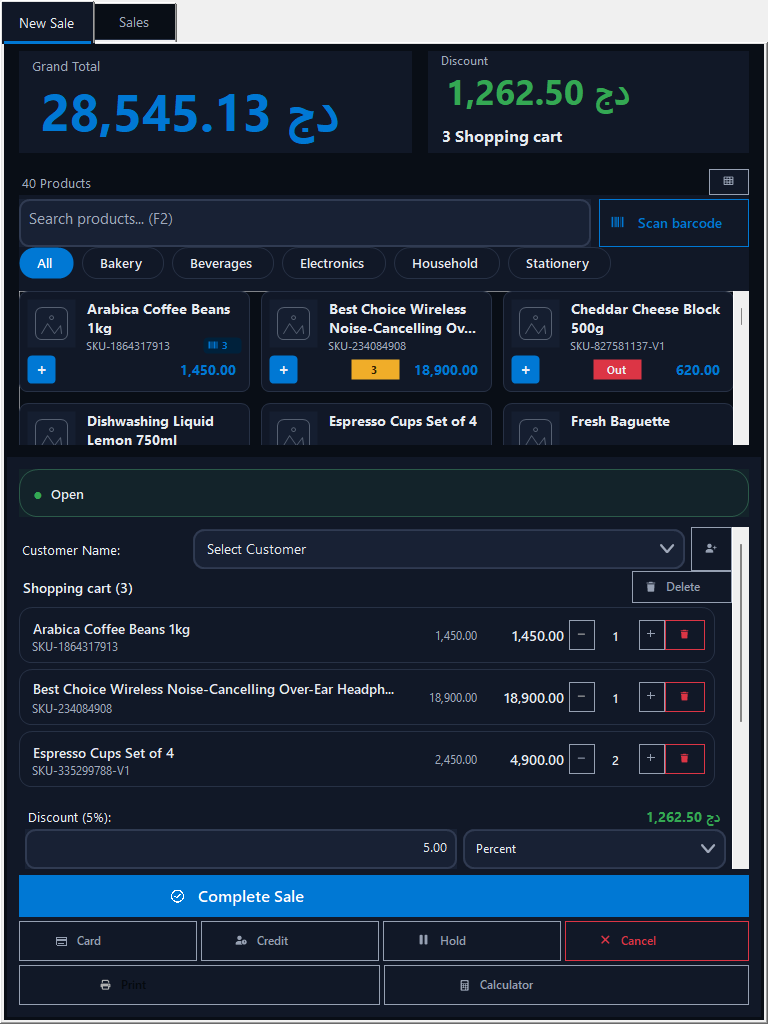 New Sale
Sales
Grand Total
28,545.13 دج
Discount
1,262.50 دج
3 Shopping cart
40 Products
Search products... (F2)
Scan barcode
All
Bakery
Beverages
Electronics
Household
Stationery
Arabica Coffee Beans
1kg
SKU-1864317913
3
+
1,450.00
Best Choice Wireless
Noise-Cancelling Ov...
SKU-234084908
+
3
18,900.00
Cheddar Cheese Block
500g
SKU-827581137-V1
+
Out
620.00
Dishwashing Liquid
Lemon 750ml
Espresso Cups Set of 4
Fresh Baguette
Open
Customer Name:
Select Customer
Shopping cart (3)
Delete
Arabica Coffee Beans 1kg
SKU-1864317913
1,450.00
1,450.00
−
1
+
Best Choice Wireless Noise-Cancelling Over-Ear Headph...
SKU-234084908
18,900.00
18,900.00
−
1
+
Espresso Cups Set of 4
SKU-335299788-V1
2,450.00
4,900.00
−
2
+
Discount (5%):
1,262.50 دج
5.00
Percent
Complete Sale
Card
Credit
Hold
Cancel
Print
Calculator